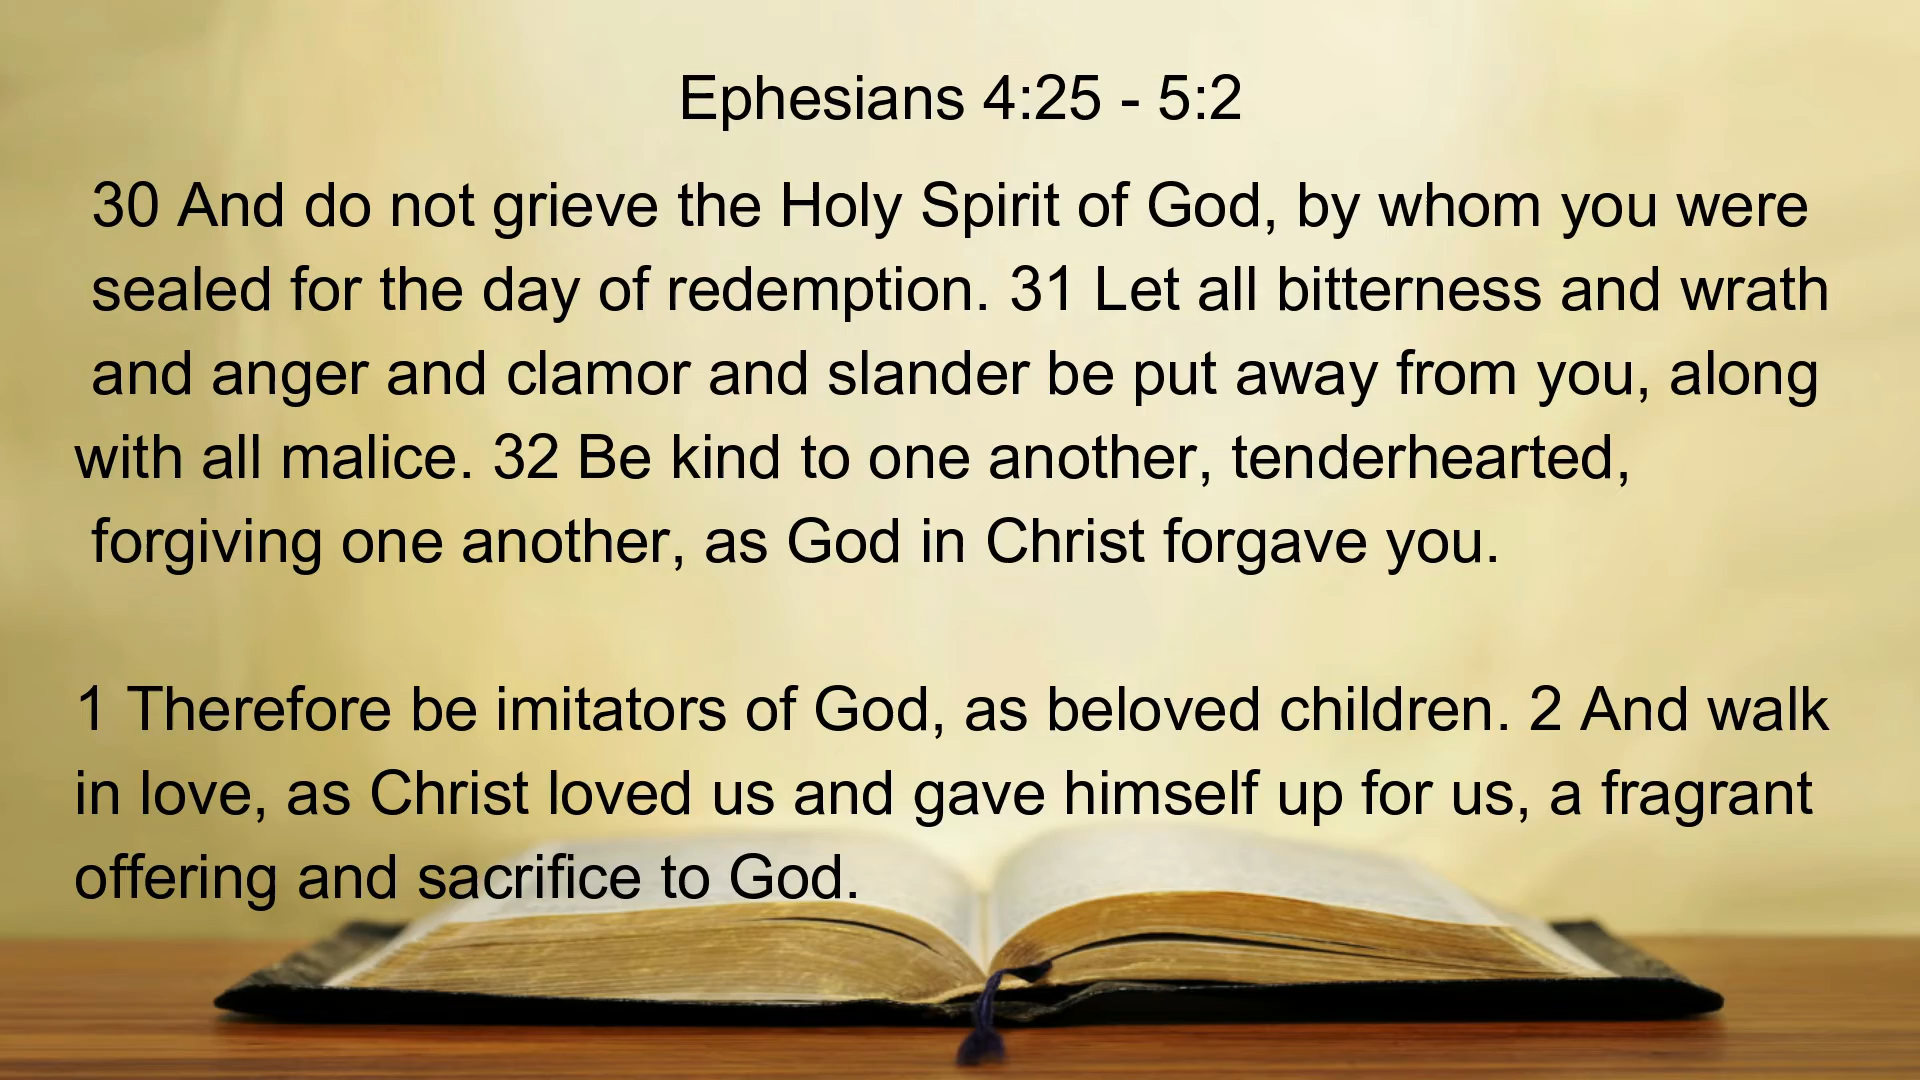 Ephesians 4:25 - 5:2
30 And do not grieve the Holy Spirit of God, by whom you were
sealed for the day of redemption. 31 Let all bitterness and wrath
and anger and clamor and slander be put away from you, along
with all malice. 32 Be kind to one another, tenderhearted,
forgiving one another, as God in Christ forgave you.
1 Therefore be imitators of God, as beloved children. 2 And walk
in love, as Christ loved us and gave himself up for us, a fragrant
offering and sacrifice to God.